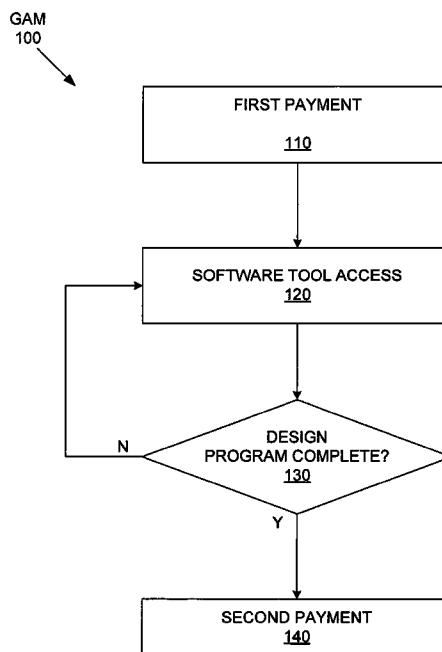 GAM
100
FIRST PAYMENT
110
SOFTWARE TOOL ACCESS
120
DESIGN
PROGRAM COMPLETE?
130
N
Y
SECOND PAYMENT
140